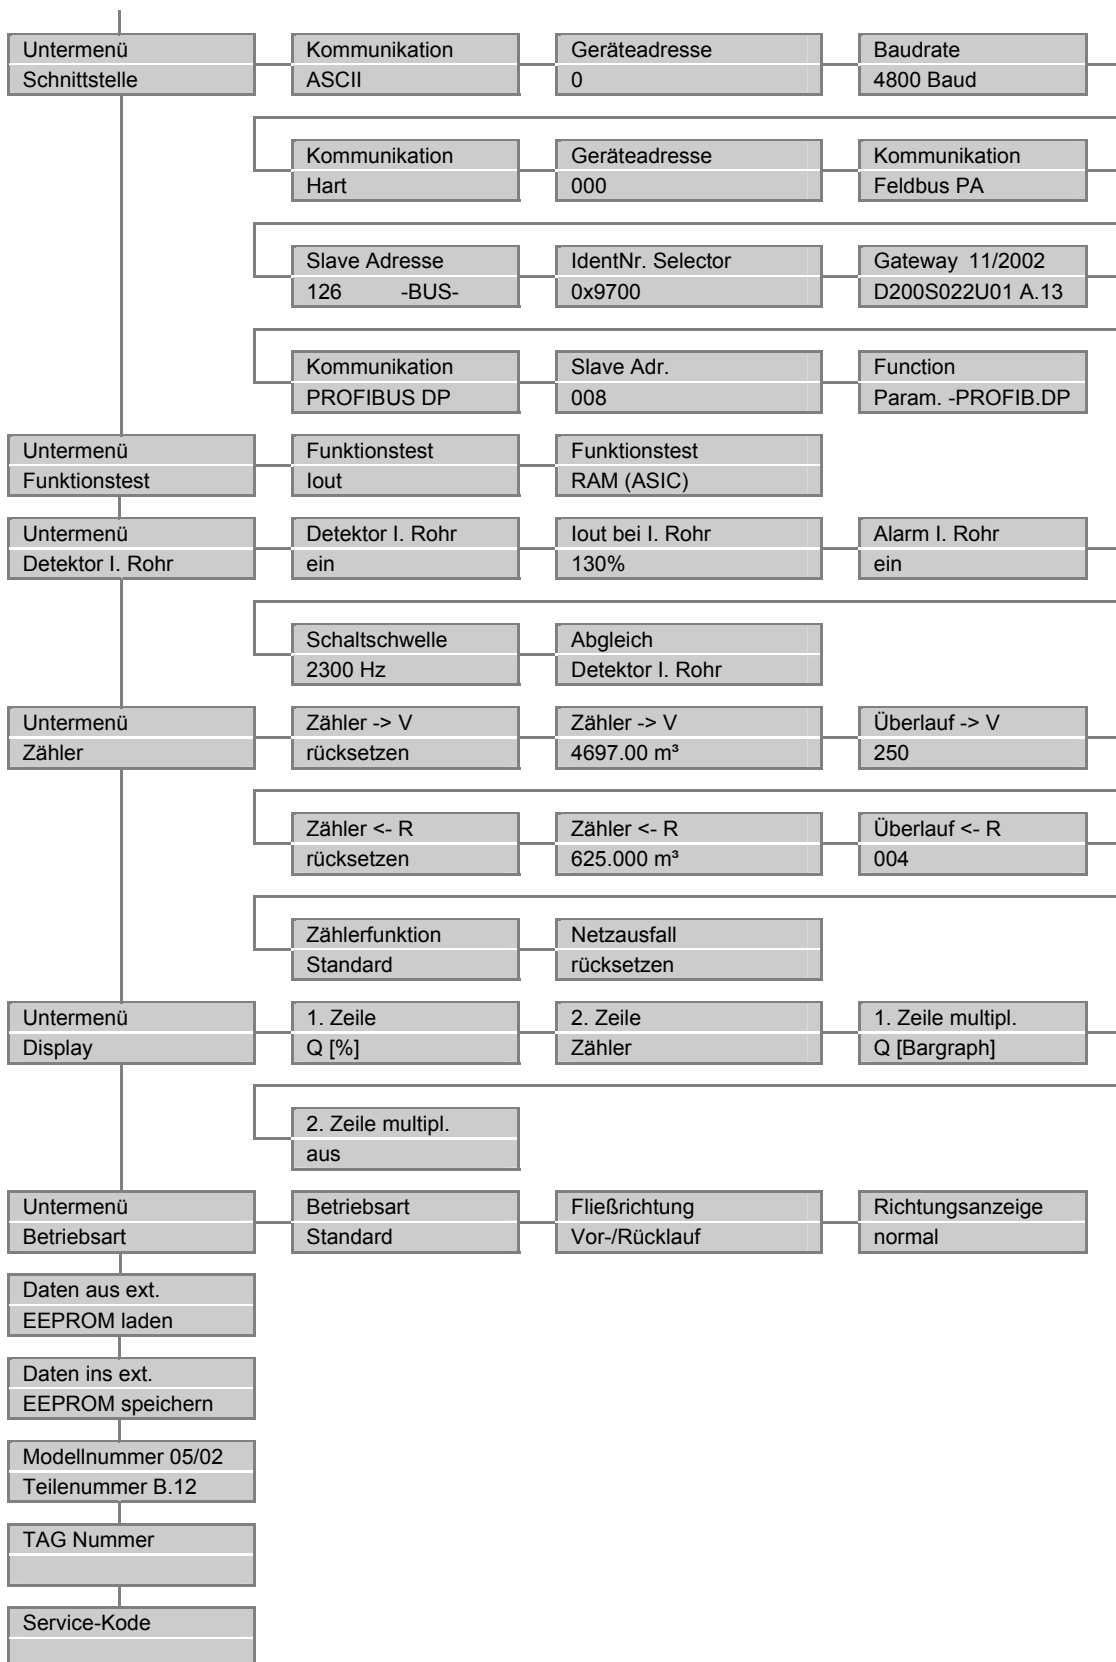 Untermenü
Schnittstelle
Kommunikation
ASCII
Geräteadresse
0
Baudrate
4800 Baud
Kommunikation
Hart
Geräteadresse
000
Kommunikation
Feldbus PA
Slave Adresse
126 -BUS-
IdentNr. Selector
0x9700
Gateway 11/2002
D200S022U01 A.13
Kommunikation
PROFIBUS DP
Slave Adr.
008
Function
Param. -PROFIB.DP
Untermenü
Funktionstest
Funktionstest
Iout
Funktionstest
RAM (ASIC)
Untermenü
Detektor l. Rohr
Detektor l. Rohr
ein
Iout bei l. Rohr
130%
Alarm l. Rohr
ein
Schaltschwelle
2300 Hz
Abgleich
Detektor l. Rohr
Untermenü
Zähler
Zähler -> V
rücksetzen
Zähler -> V
4697.00 m³
Überlauf -> V
250
Zähler <- R
rücksetzen
Zähler <- R
625.000 m³
Überlauf <- R
004
Zählerfunktion
Standard
Netzausfall
rücksetzen
Untermenü
Display
1. Zeile
Q [%]
2. Zeile
Zähler
1. Zeile multipl.
Q [Bargraph]
2. Zeile multipl.
aus
Untermenü
Betriebsart
Betriebsart
Standard
Fließrichtung
Vor-/Rücklauf
Richtungsanzeige
normal
Daten aus ext.
EEPROM laden
Daten ins ext.
EEPROM speichern
Modellnummer 05/02
Teilenummer B.12
TAG Nummer
Service-Kode